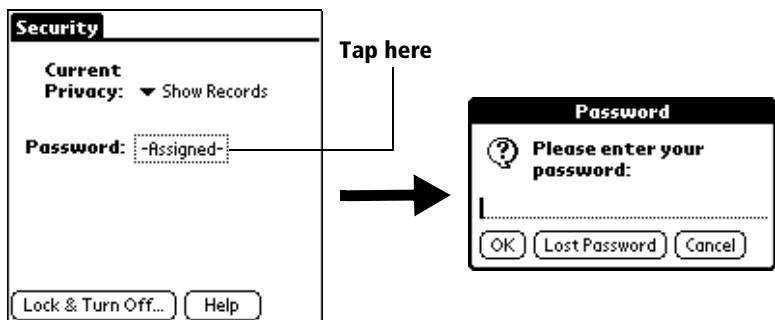 Security
Current
Privacy: Show Records
Password: -Assigned-
Lock & Turn Off... Help
Tap here
Password
Please enter your
password:
OK Lost Password Cancel